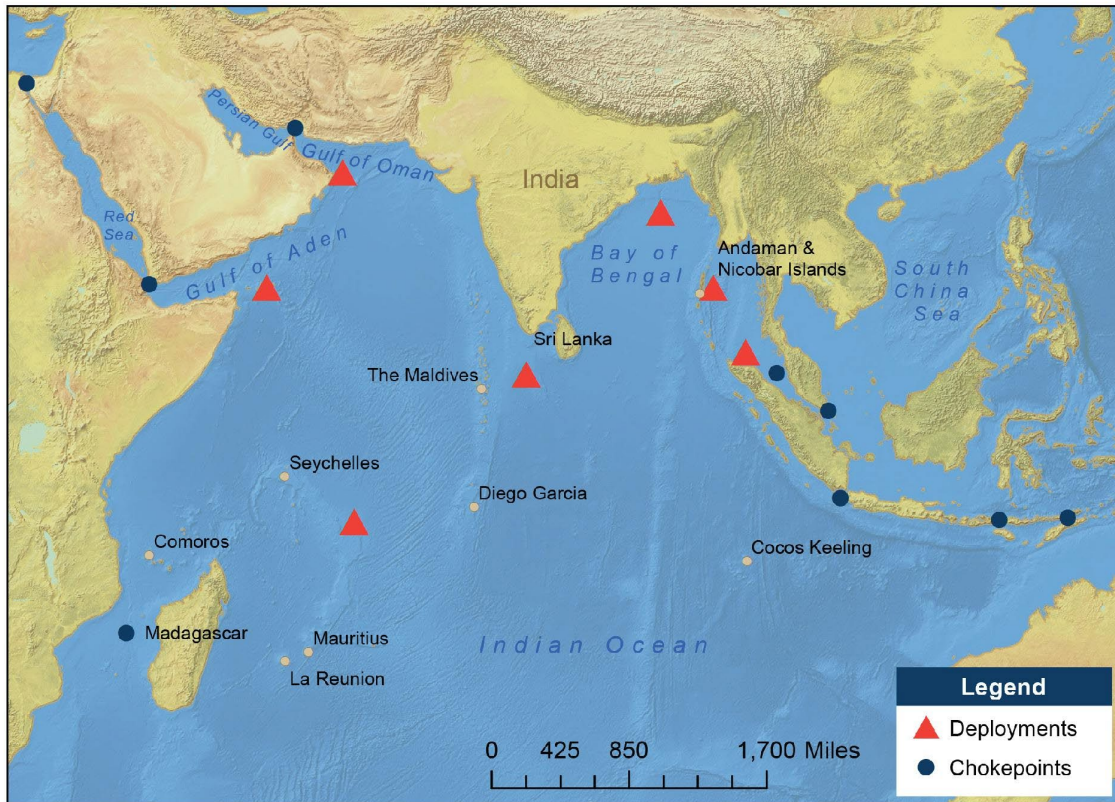 Persian Gulf
Gulf of Oman
India
Red
Sea
Gulf of Aden
Bay of
Bengal
Andaman &
Nicobar Islands
South
China
Sea
Sri Lanka
The Maldives
Seychelles
Diego Garcia
Comoros
Cocos Keeling
Madagascar
Mauritius
La Reunion
Indian Ocean
0 425 850 1,700 Miles
Legend
Deployments
Chokepoints